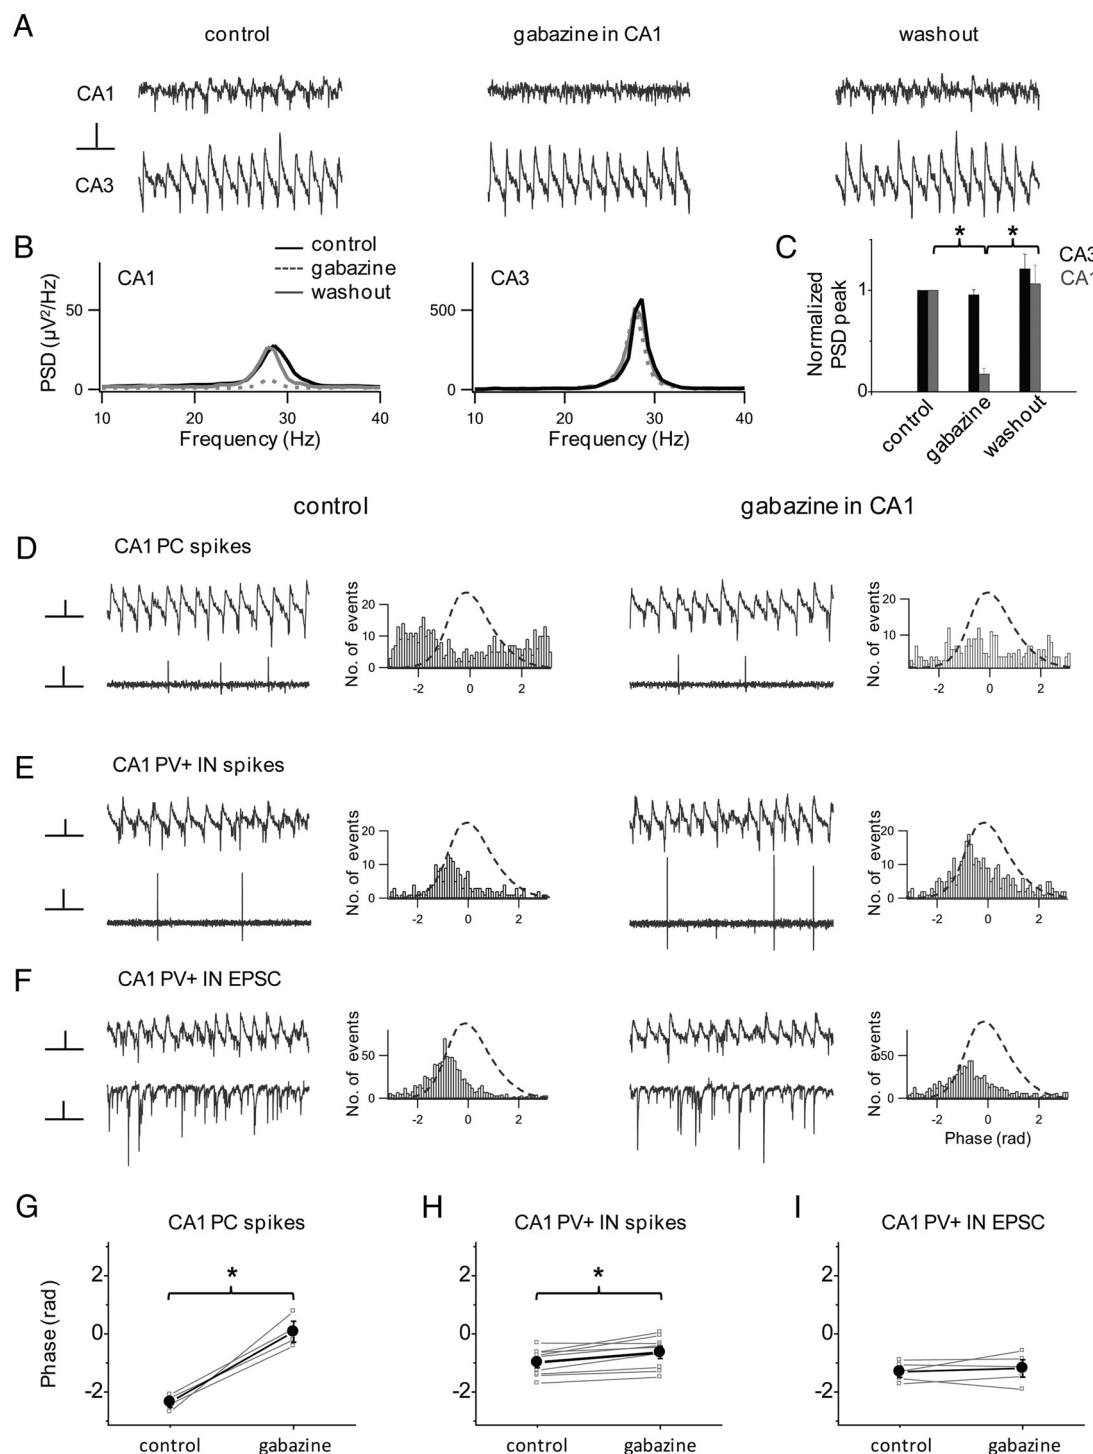 A
control
gabazine in CA1
washout
CA1
CA3
B
control
gabazine
washout
CA1
PSD (µV²/Hz)
50
0
10 20 30 40
Frequency (Hz)
CA3
500
0
10 20 30 40
Frequency (Hz)
C
* *
CA3
CA1
Normalized
PSD peak
1
0
control
gabazine
washout
control
gabazine in CA1
D
CA1 PC spikes
No. of events
20
10
0
-2 0 2
No. of events
20
10
-2 0 2
E
CA1 PV+ IN spikes
No. of events
20
10
0
-2 0 2
No. of events
20
10
0
-2 0 2
F
CA1 PV+ IN EPSC
No. of events
50
0
-2 0 2
No. of events
50
0
-2 0 2
Phase (rad)
G
CA1 PC spikes
*
Phase (rad)
2
0
-2
control gabazine
H
CA1 PV+ IN spikes
*
2
0
-2
control gabazine
I
CA1 PV+ IN EPSC
2
0
-2
control gabazine